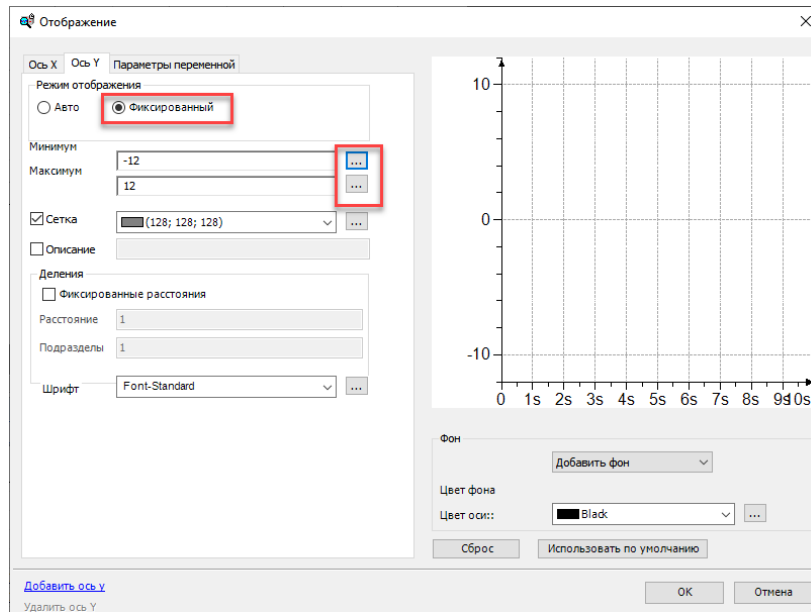 Отображение
Ось X Ось Y Параметры переменной
Режим отображения
Авто Фиксированный
Минимум
-12 ...
Максимум
12 ...
Сетка (128; 128; 128) ...
Описание
Деления
Фиксированные расстояния
Расстояние 1
Подразделы 1
Шрифт Font-Standard ...
10
0
-10
0 1s 2s 3s 4s 5s 6s 7s 8s 9s 10s
Фон
Добавить фон
Цвет фона
Цвет оси:: Black ...
Сброс Использовать по умолчанию
Добавить ось y
Удалить ось Y
OK Отмена